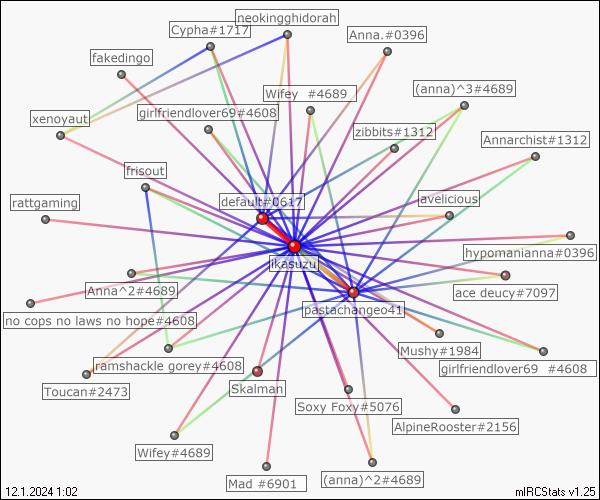 neokingghidorah
Cypha#1717
Anna.#0396
fakedingo
Wifey  #4689
(anna)^3#4689
girlfriendlover69#4608
xenoyaut
zibbits#1312
Annarchist#1312
frisout
default#0617
avelicious
rattgaming
hypomanianna#0396
jkasuzu
Anna^2#4689
ace deucy#7097
pastachangeo41
no cops no laws no hope#4608
Mushy#1984
ramshackle gorey#4608
girlfriendlover69  #4608
Toucan#2473
Skalman
Soxy Foxy#5076
AlpineRooster#2156
Wifey#4689
Mad #6901
(anna)^2#4689
12.1.2024 1:02
mIRCStats v1.25